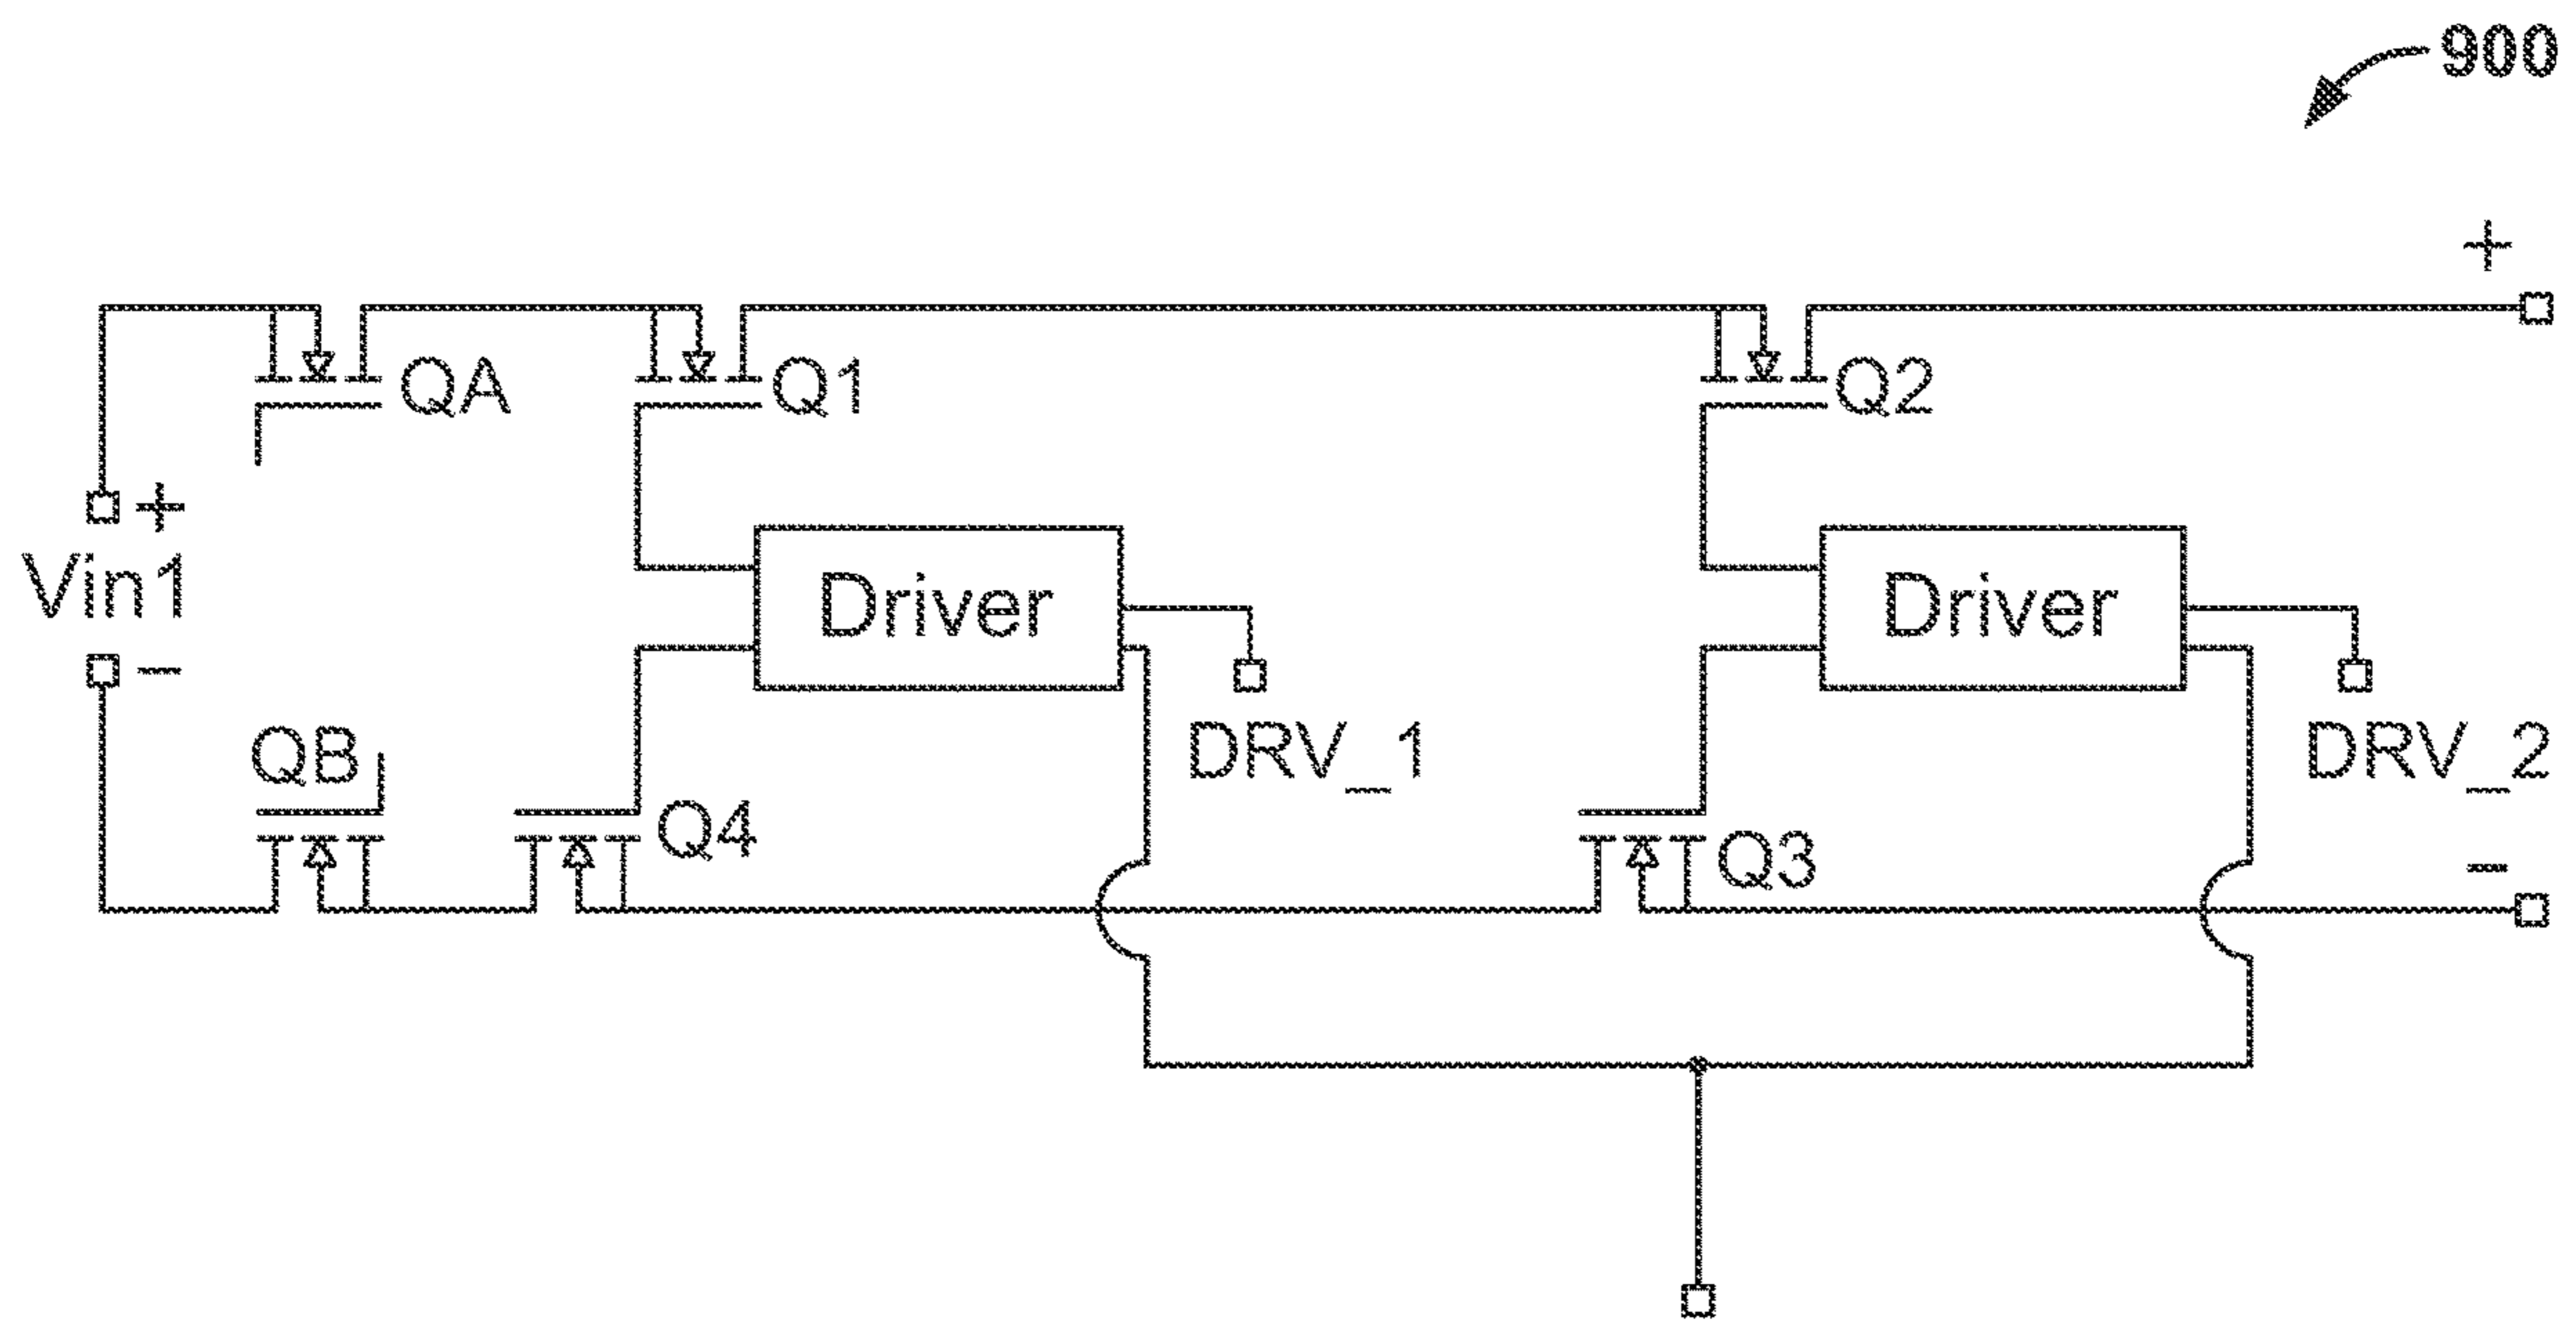 900
+
QA
Q1
Q2
+
Vin1
Driver
Driver
−
DRV_1
DRV_2
QB
Q4
Q3
−